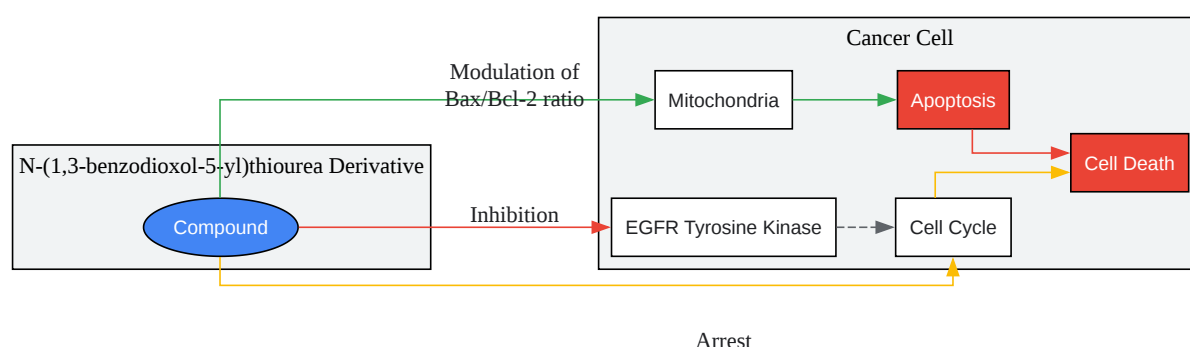 Cancer Cell
Modulation of
Bax/Bcl-2 ratio
Mitochondria
Apoptosis
N-(1,3-benzodioxol-5-yl)thiourea Derivative
Cell Death
Compound
Inhibition
EGFR Tyrosine Kinase
Cell Cycle
Arrest